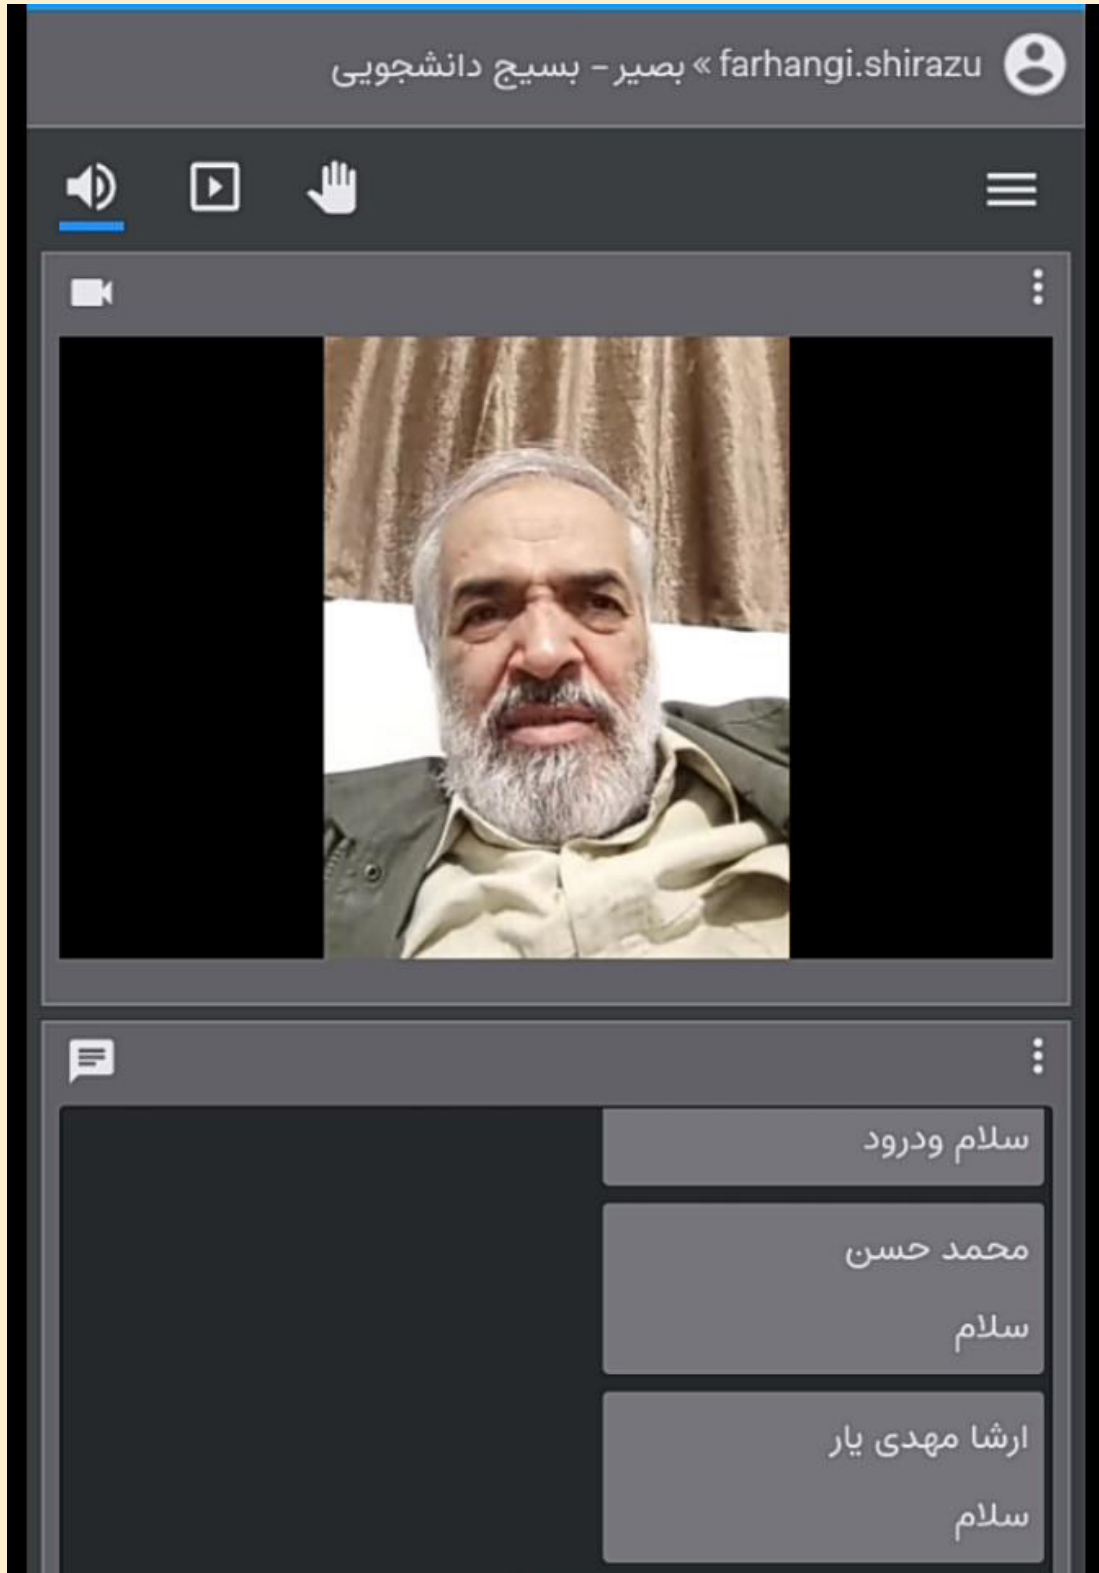 farhangi.shirazu » بصیر – بسیج دانشجویی
سلام ودرود
محمد حسن
سلام
ارشا مهدی یار
سلام